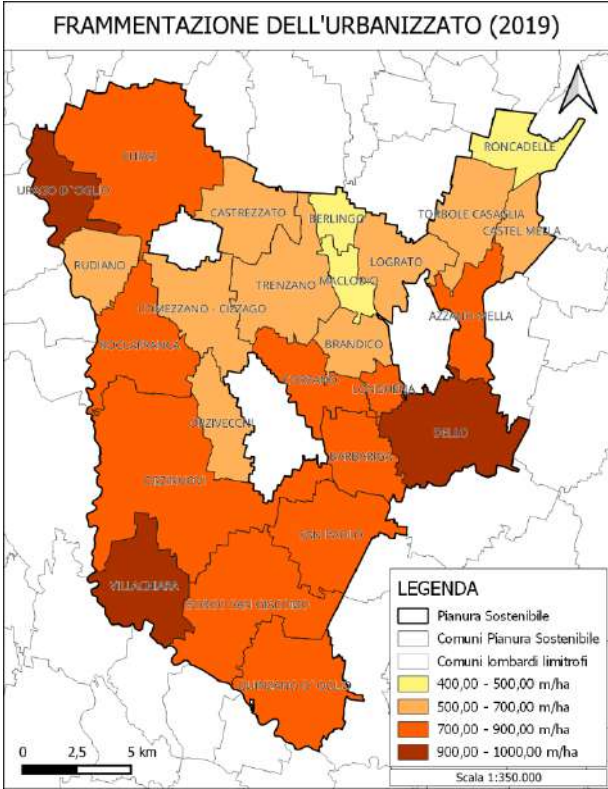 FRAMMENTAZIONE DELL'URBANIZZATO (2019)
RONCADELLE
CHIARI
URAGO D`OGLIO
CASTREZZATO
BERLINGO
TORBOLE CASAGLIA
CASTEL MELLA
RUDIANO
LOGRATO
TRENZANO
MACLODIO
COMEZZANO - CIZZAGO
AZZANO MELLA
BRANDICO
ROCCAFRANCA
CORZANO
LONGHENA
ORZIVECCHI
DELLO
BARBARIGA
ORZINUOVI
SAN PAOLO
VILLACHIARA
BORGO SAN GIACOMO
QUINZANO D`OGLIO
LEGENDA
Pianura Sostenibile
Comuni Pianura Sostenibile
Comuni lombardi limitrofi
400,00 - 500,00 m/ha
500,00 - 700,00 m/ha
700,00 - 900,00 m/ha
900,00 - 1000,00 m/ha
0 2,5 5 km
Scala 1:350.000